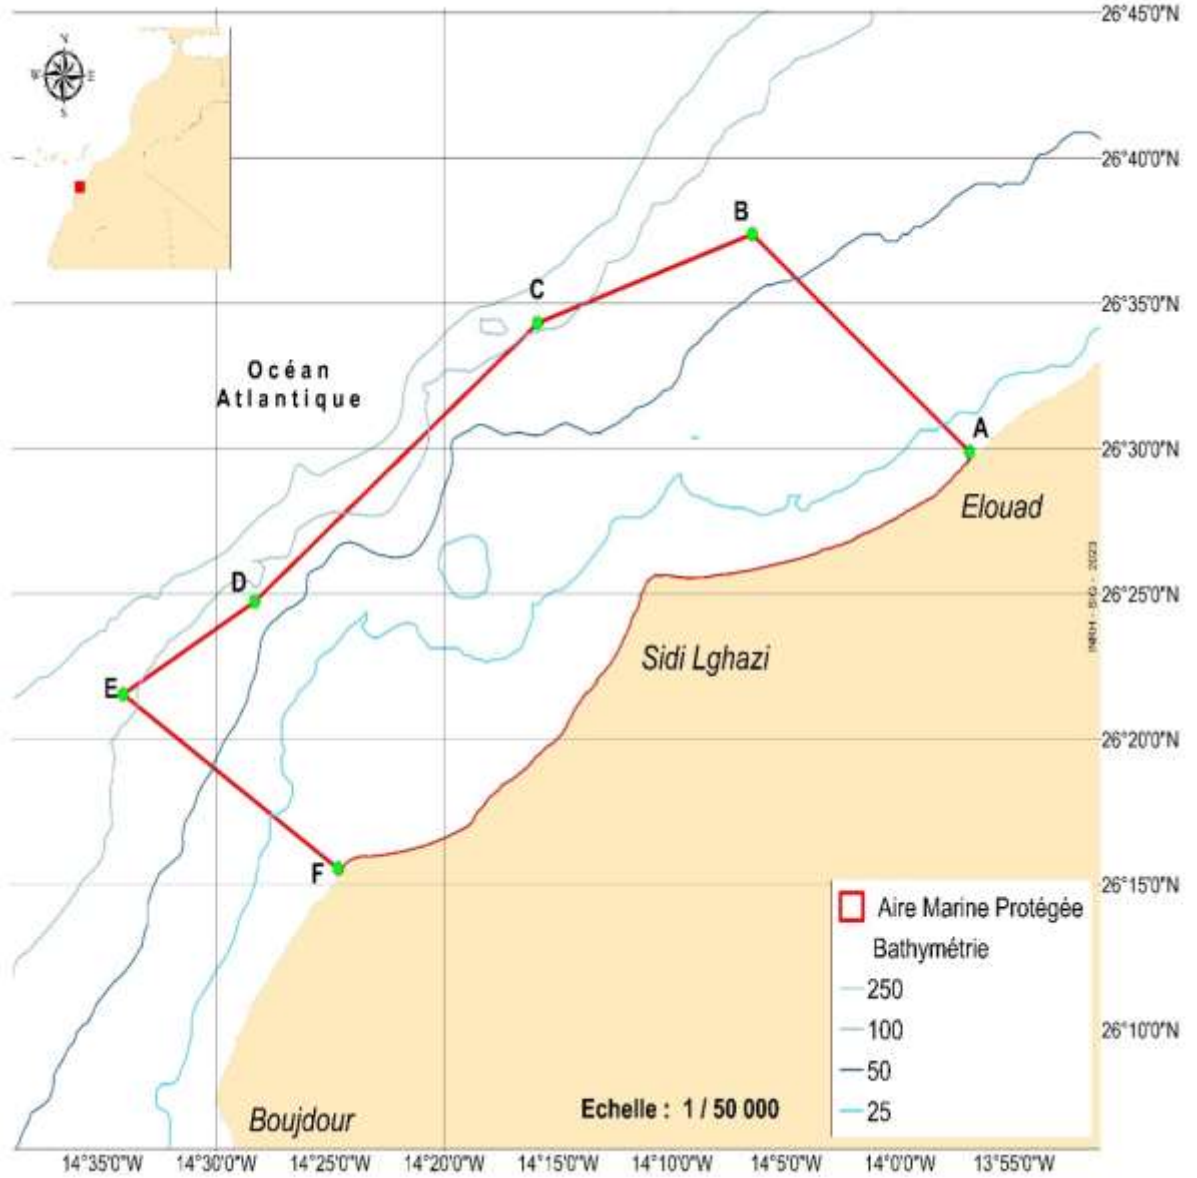 26°45'0"N
N
W
E
S
26°40'0"N
B
C
26°35'0"N
Océan
Atlantique
A
26°30'0"N
Elouad
INRH - SIG - 2023
D
26°25'0"N
Sidi Lghazi
E
26°20'0"N
F
26°15'0"N
Aire Marine Protégée
Bathymétrie
250
100
50
25
26°10'0"N
Echelle : 1 / 50 000
Boujdour
14°35'0"W 14°30'0"W 14°25'0"W 14°20'0"W 14°15'0"W 14°10'0"W 14°5'0"W 14°0'0"W 13°55'0"W